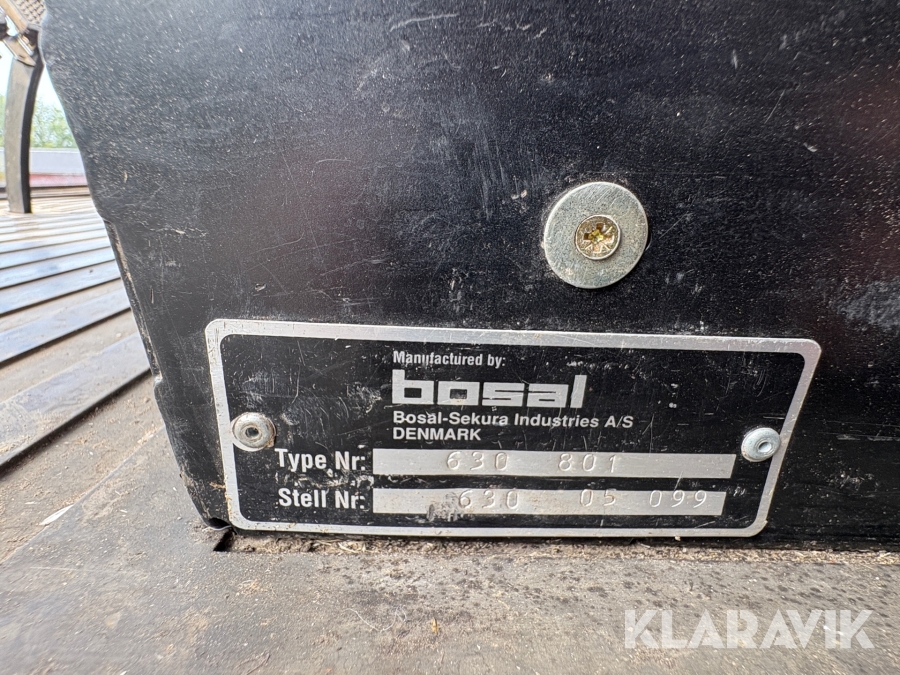 Manufactured by:
bosal
Bosal-Sekura Industries A/S
DENMARK
Type Nr: 630 801
Stell Nr: 630 05 099
KLARAVIK